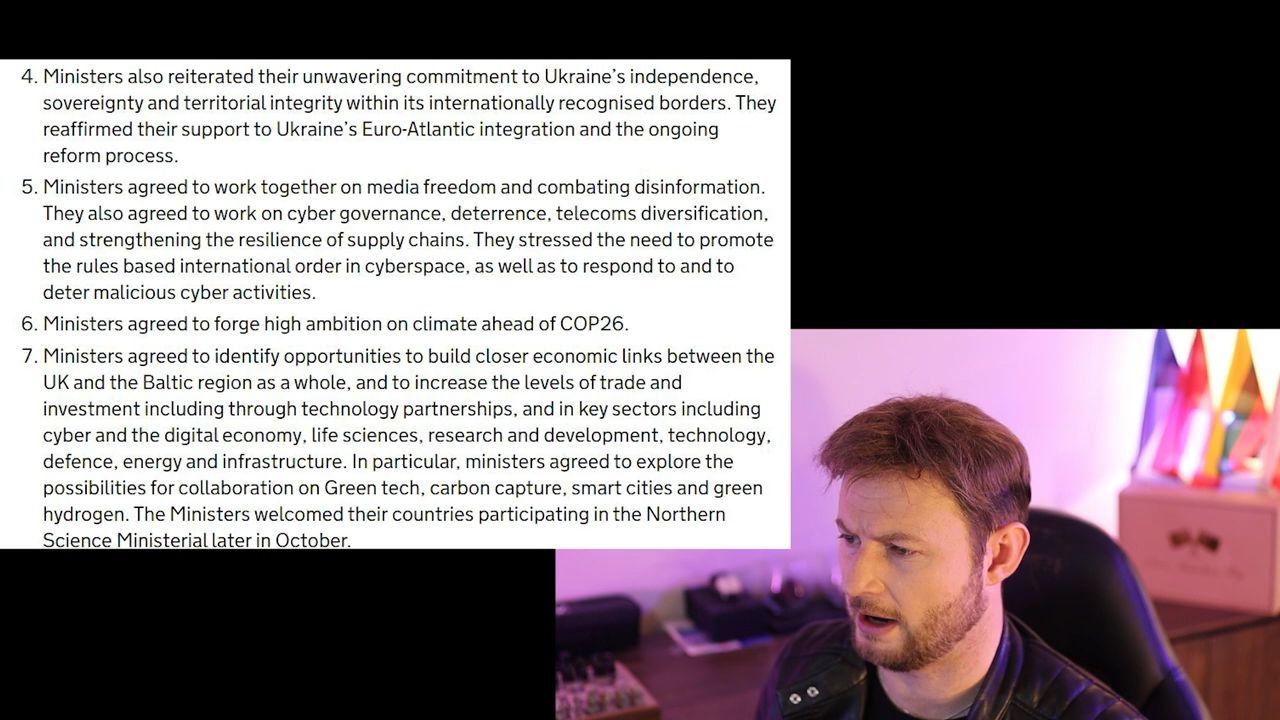 4. Ministers also reiterated their unwavering commitment to Ukraine's independence,
sovereignty and territorial integrity within its internationally recognised borders. They
reaffirmed their support to Ukraine's Euro-Atlantic integration and the ongoing
reform process.
5. Ministers agreed to work together on media freedom and combating disinformation.
They also agreed to work on cyber governance, deterrence, telecoms diversification,
and strengthening the resilience of supply chains. They stressed the need to promote
the rules based international order in cyberspace, as well as to respond to and to
deter malicious cyber activities.
6. Ministers agreed to forge high ambition on climate ahead of COP26.
7. Ministers agreed to identify opportunities to build closer economic links between the
UK and the Baltic region as a whole, and to increase the levels of trade and
investment including through technology partnerships, and in key sectors including
cyber and the digital economy, life sciences, research and development, technology,
defence, energy and infrastructure. In particular, ministers agreed to explore the
possibilities for collaboration on Green tech, carbon capture, smart cities and green
hydrogen. The Ministers welcomed their countries participating in the Northern
Science Ministerial later in October.